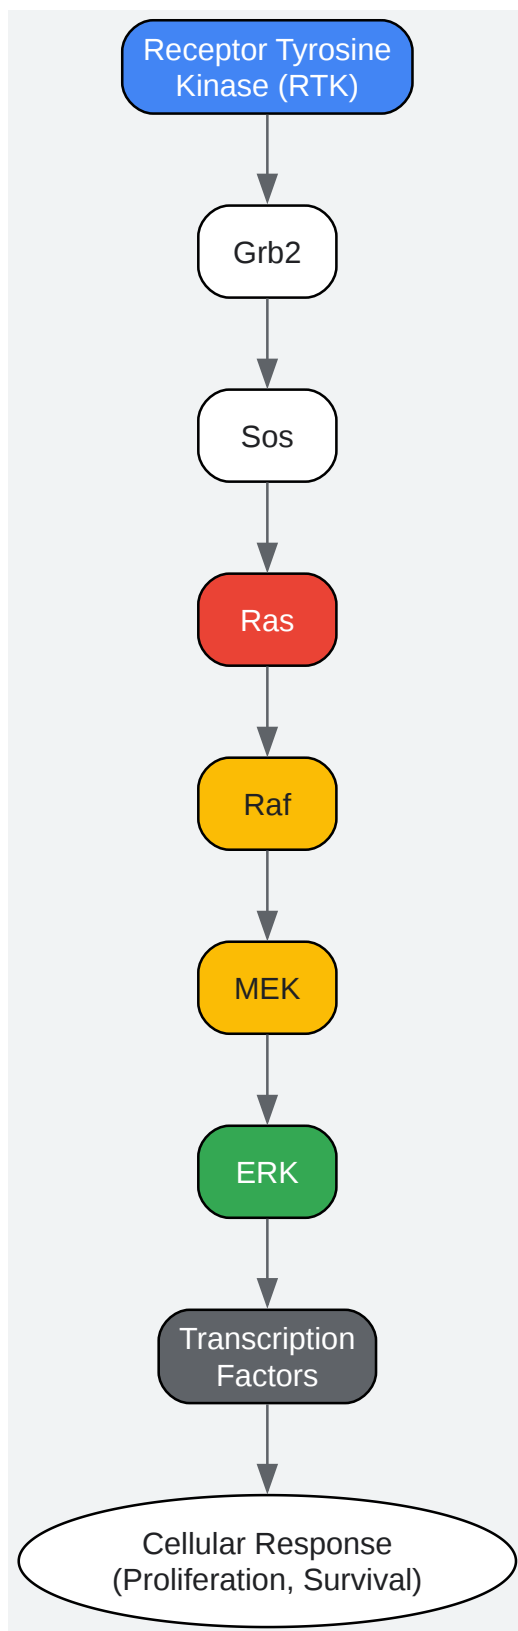 Receptor Tyrosine
Kinase (RTK)
Grb2
Sos
Ras
Raf
MEK
ERK
Transcription
Factors
Cellular Response
(Proliferation, Survival)